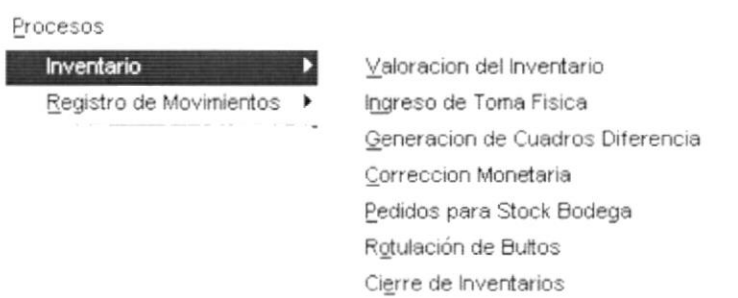 Procesos
Inventario
Registro de Movimientos
Valoracion del Inventario
Ingreso de Toma Fisica
Generacion de Cuadros Diferencia
Correccion Monetaria
Pedidos para Stock Bodega
Rotulación de Bultos
Cierre de Inventarios